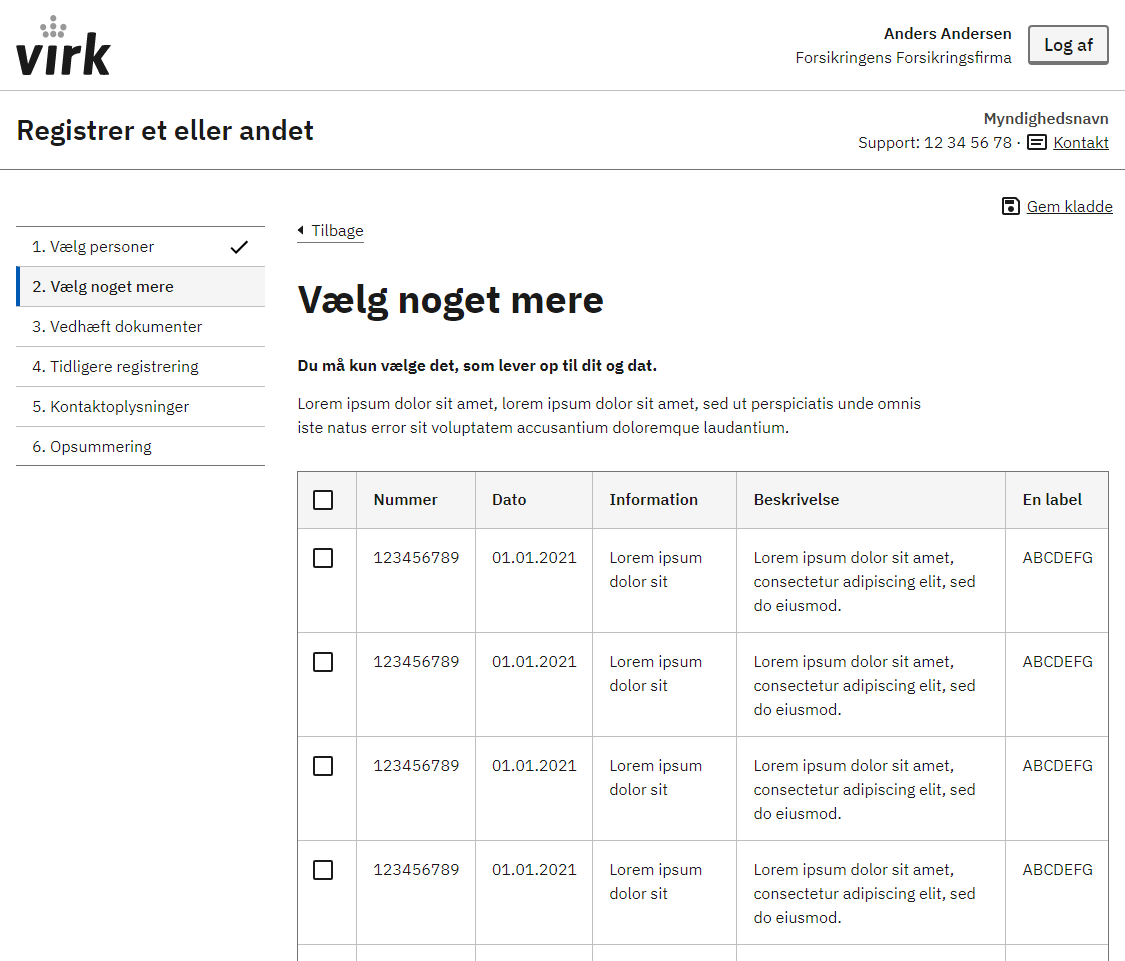 virk
Anders Andersen
Forsikringens Forsikringsfirma
Log af
Registrer et eller andet
Myndighedsnavn
Support: 12 34 56 78 · Kontakt
Gem kladde
1. Vælg personer
2. Vælg noget mere
3. Vedhæft dokumenter
4. Tidligere registrering
5. Kontaktoplysninger
6. Opsummering
Tilbage
Vælg noget mere
Du må kun vælge det, som lever op til dit og dat.
Lorem ipsum dolor sit amet, lorem ipsum dolor sit amet, sed ut perspiciatis unde omnis
iste natus error sit voluptatem accusantium doloremque laudantium.
Nummer Dato Information Beskrivelse En label
123456789 01.01.2021 Lorem ipsum Lorem ipsum dolor sit amet, ABCDEFG
dolor sit consectetur adipiscing elit, sed
do eiusmod.
123456789 01.01.2021 Lorem ipsum Lorem ipsum dolor sit amet, ABCDEFG
dolor sit consectetur adipiscing elit, sed
do eiusmod.
123456789 01.01.2021 Lorem ipsum Lorem ipsum dolor sit amet, ABCDEFG
dolor sit consectetur adipiscing elit, sed
do eiusmod.
123456789 01.01.2021 Lorem ipsum Lorem ipsum dolor sit amet, ABCDEFG
dolor sit consectetur adipiscing elit, sed
do eiusmod.